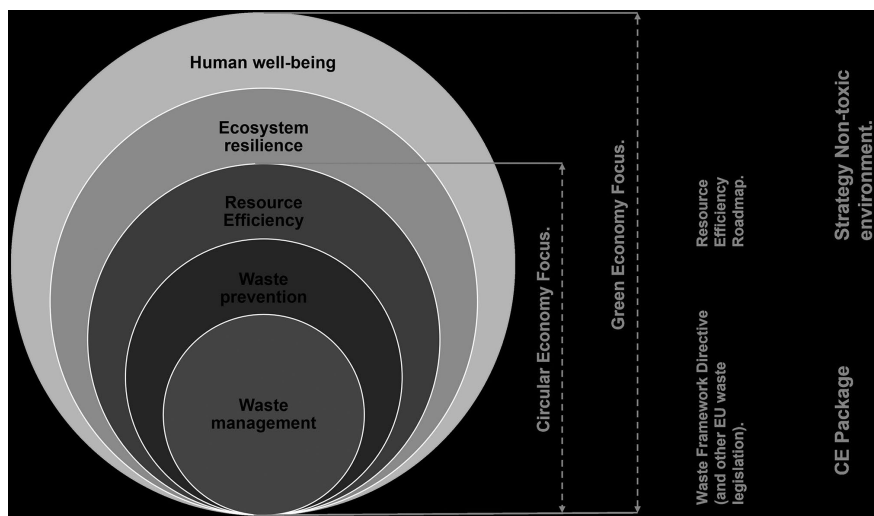 Human well-being
Ecosystem
resilience
Resource
Efficiency
Waste
prevention
Waste
management
Circular Economy Focus.
Green Economy Focus.
Resource
Efficiency
Roadmap.
Waste Framework Directive
(and other EU waste
legislation).
Strategy Non-toxic
environment.
CE Package